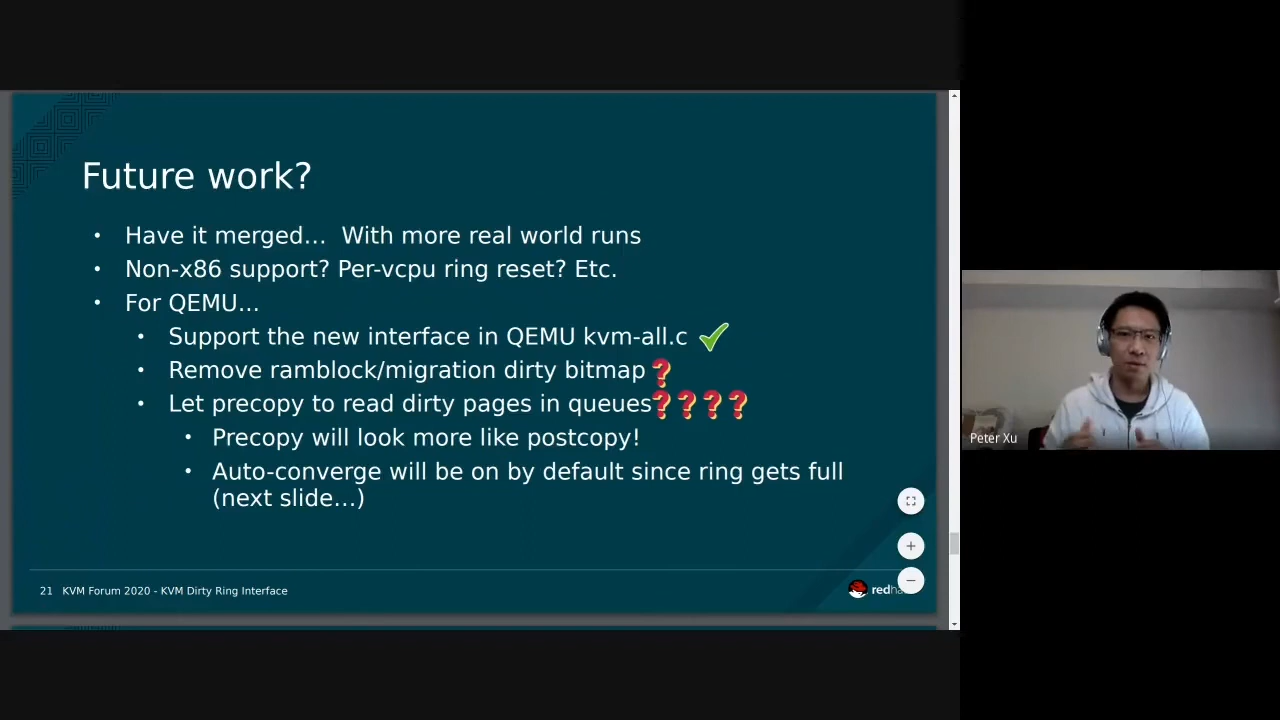 Future work?
• Have it merged... With more real world runs
• Non-x86 support? Per-vcpu ring reset? Etc.
• For QEMU...
• Support the new interface in QEMU kvm-all.c
• Remove ramblock/migration dirty bitmap❓
• Let precopy to read dirty pages in queues❓❓❓❓
• Precopy will look more like postcopy!
• Auto-converge will be on by default since ring gets full
(next slide...)
21 KVM Forum 2020 - KVM Dirty Ring Interface
Peter Xu